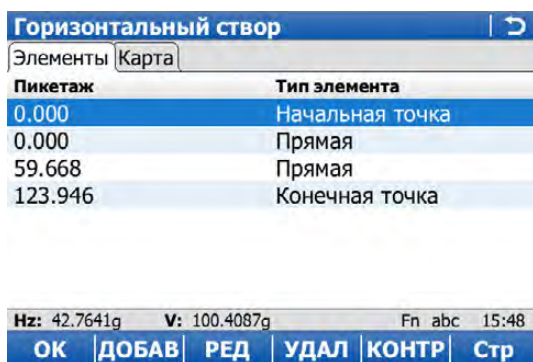 Горизонтальный створ
Элементы Карта
Пикетаж Тип элемента
0.000 Начальная точка
0.000 Прямая
59.668 Прямая
123.946 Конечная точка
Hz: 42.7641g V: 100.4087g Fn abc 15:48
ОК ДОБАВ РЕД УДАЛ КОНТР Стр